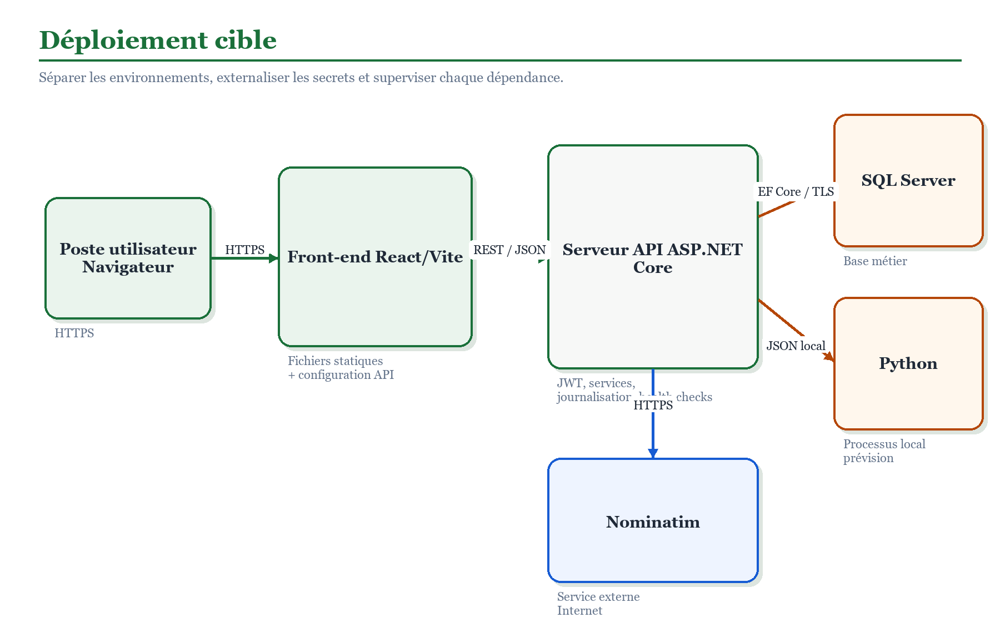 Déploiement cible
Séparer les environnements, externaliser les secrets et superviser chaque dépendance.
Poste utilisateur
Navigateur
HTTPS
HTTPS
Front-end React/Vite
Fichiers statiques
+ configuration API
REST / JSON
Serveur API ASP.NET
Core
JWT, services,
journalisation, health checks
HTTPS
EF Core / TLS
SQL Server
Base métier
JSON local
Python
Processus local
prévision
Nominatim
Service externe
Internet